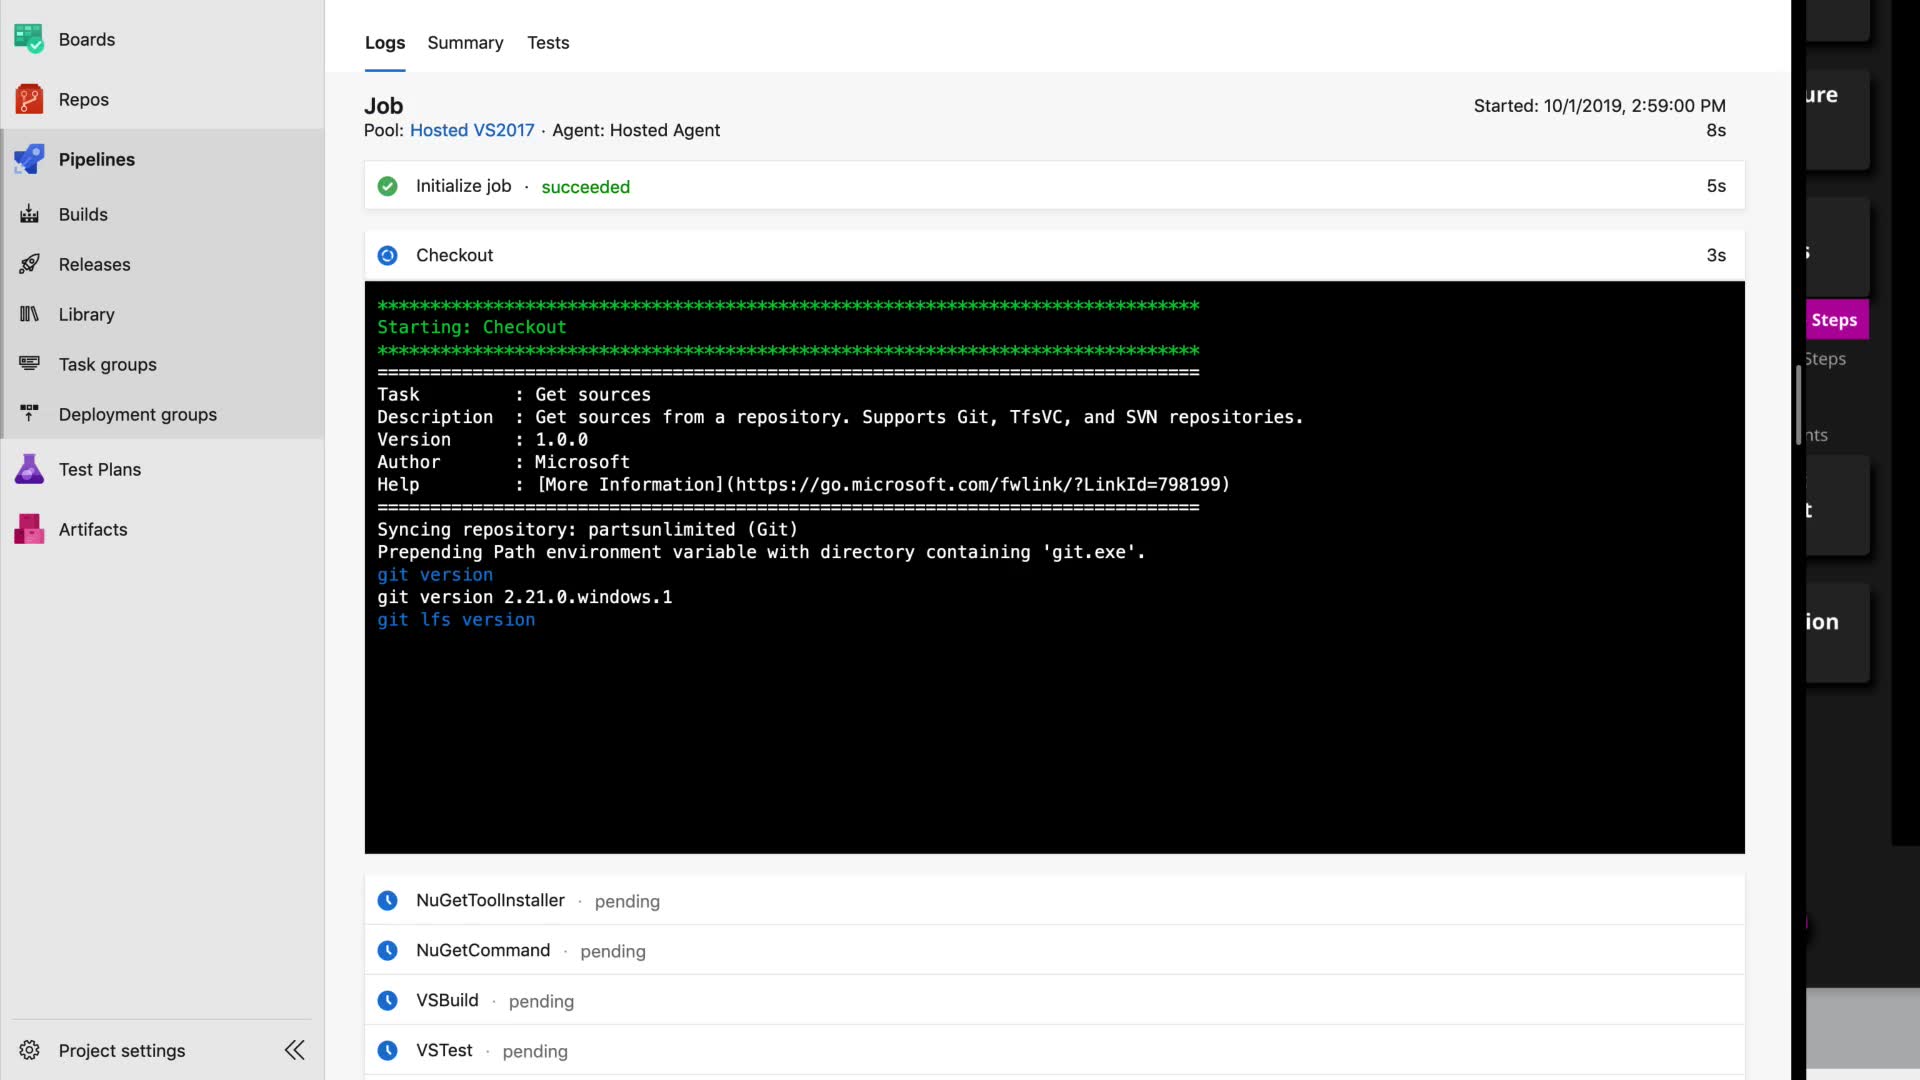 Boards
Repos
Pipelines
Builds
Releases
Library
Task groups
Deployment groups
Test Plans
Artifacts
Project settings
Logs Summary Tests
Job
Started: 10/1/2019, 2:59:00 PM
Pool: Hosted VS2017 · Agent: Hosted Agent
8s
Initialize job · succeeded
5s
Checkout
3s
******************************************************************************
Starting: Checkout
******************************************************************************
==============================================================================
Task         : Get sources
Description  : Get sources from a repository. Supports Git, TfsVC, and SVN repositories.
Version      : 1.0.0
Author       : Microsoft
Help         : [More Information](https://go.microsoft.com/fwlink/?LinkId=798199)
==============================================================================
Syncing repository: partsunlimited (Git)
Prepending Path environment variable with directory containing 'git.exe'.
git version
git version 2.21.0.windows.1
git lfs version
NuGetToolInstaller · pending
NuGetCommand · pending
VSBuild · pending
VSTest · pending
ure
s
Steps
Steps
nts
t
ion